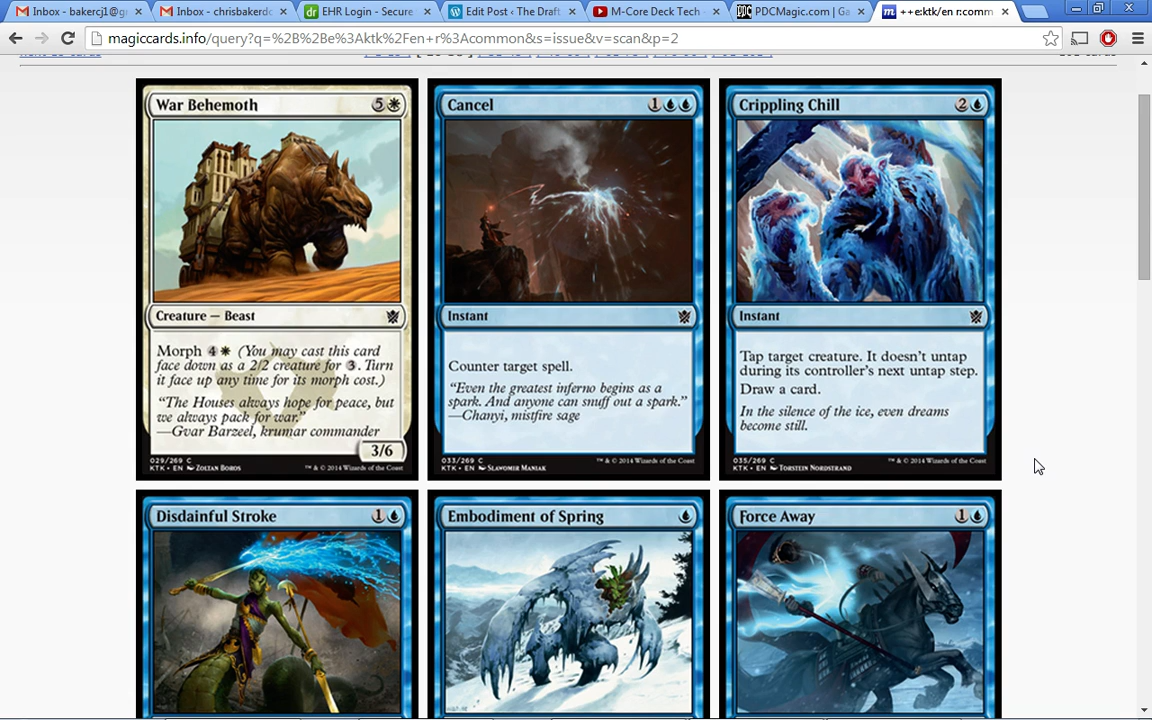 Inbox - bakercj1@g
Inbox - chrisbakerdc
EHR Login - Secure
Edit Post ‹ The Draft
M-Core Deck Tech -
PDCMagic.com | Ga
++e:ktk/en r:comm
magiccards.info/query?q=%2B%2Be%3Aktk%2Fen+r%3Acommon&s=issue&v=scan&p=2
War Behemoth 5
Creature — Beast
Morph 4 (You may cast this card
face down as a 2/2 creature for 3. Turn
it face up any time for its morph cost.)
“The Houses always hope for peace, but
we always pack for war.”
—Gvar Barzeel, krumar commander
3/6
029/269 C
KTK • EN ZOLTAN BOROS
™ & © 2014 Wizards of the Coast
Cancel 1
Instant
Counter target spell.
“Even the greatest inferno begins as a
spark. And anyone can snuff out a spark.”
—Chanyi, mistfire sage
033/269 C
KTK • EN SLAWOMIR MANIAK
™ & © 2014 Wizards of the Coast
Crippling Chill 2
Instant
Tap target creature. It doesn’t untap
during its controller’s next untap step.
Draw a card.
In the silence of the ice, even dreams
become still.
035/269 C
KTK • EN TORSTEIN NORDSTRAND
™ & © 2014 Wizards of the Coast
Disdainful Stroke 1
Embodiment of Spring
Force Away 1